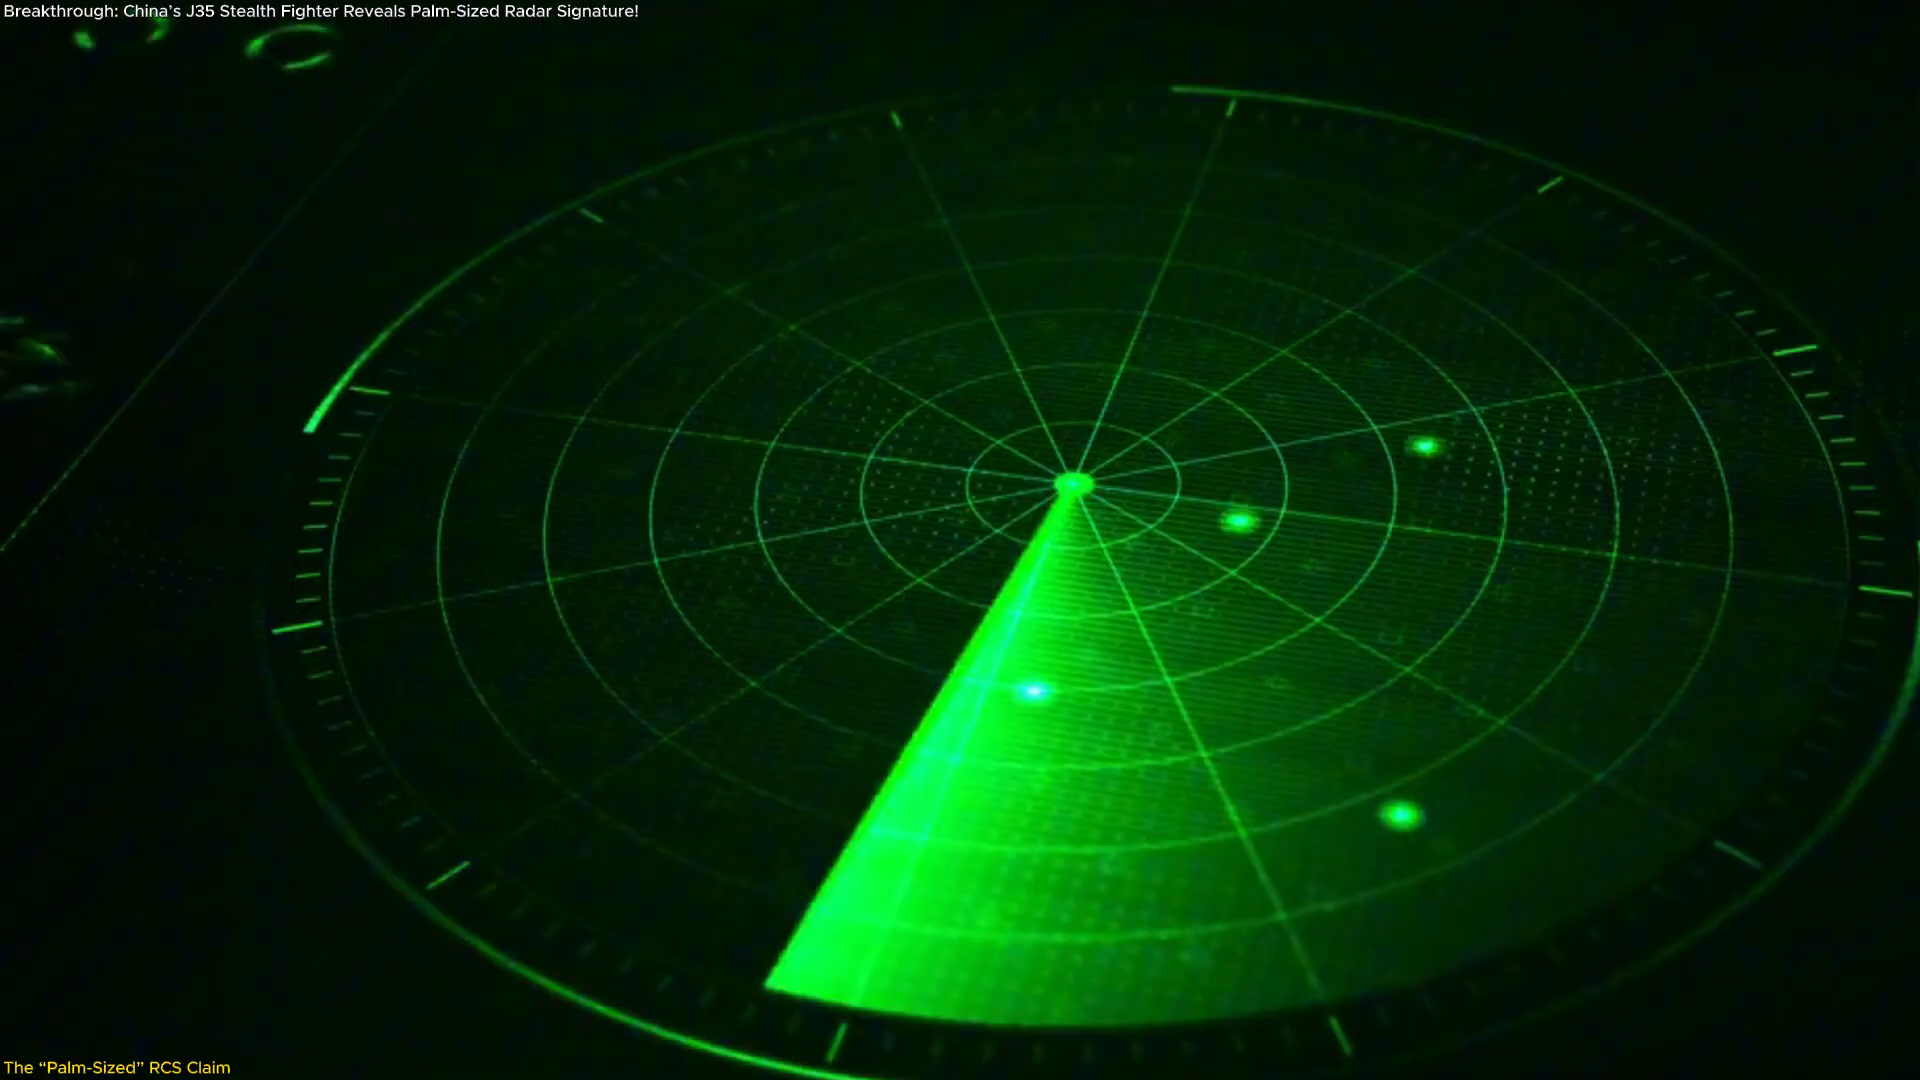 Breakthrough: China’s J35 Stealth Fighter Reveals Palm-Sized Radar Signature!
The “Palm-Sized” RCS Claim